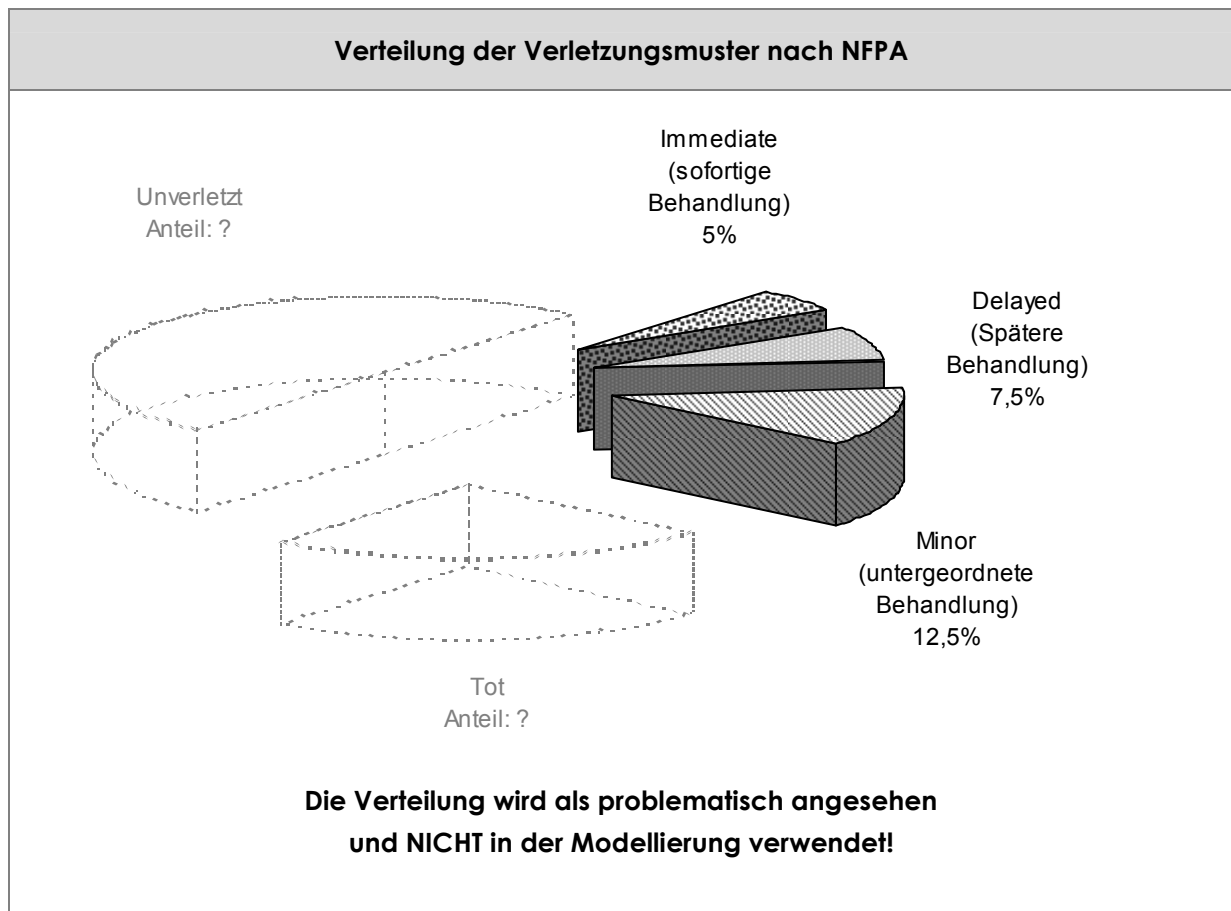 Verteilung der Verletzungsmuster nach NFPA
Unverletzt
Anteil: ?
Immediate
(sofortige
Behandlung)
5%
Delayed
(Spätere
Behandlung)
7,5%
Minor
(untergeordnete
Behandlung)
12,5%
Tot
Anteil: ?
Die Verteilung wird als problematisch angesehen
und NICHT in der Modellierung verwendet!